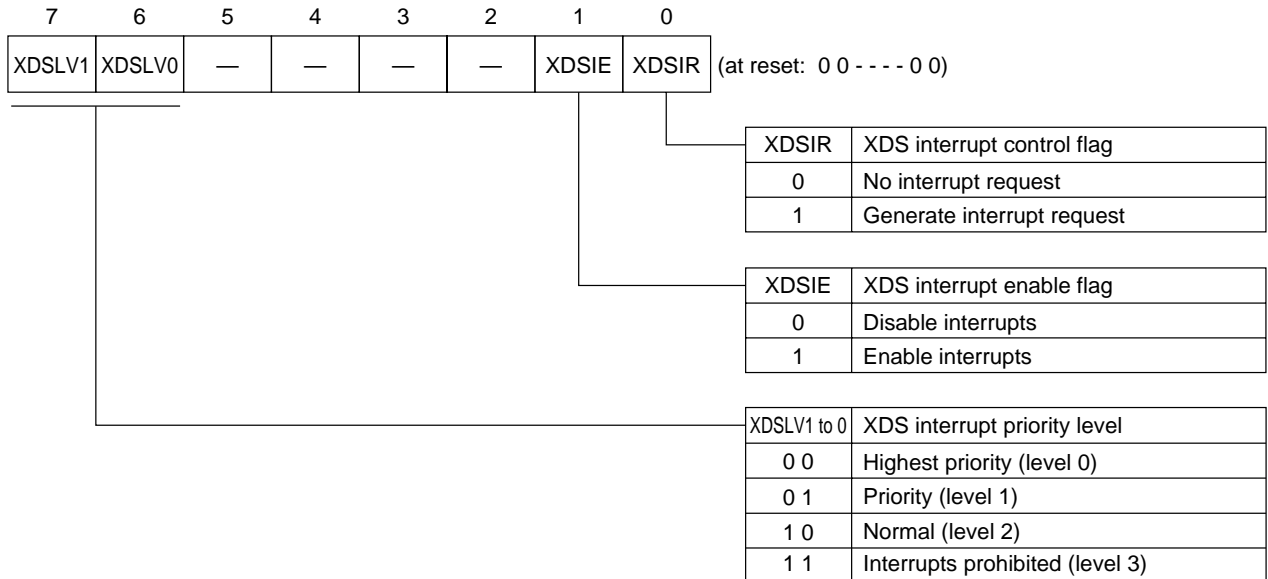 7 6 5 4 3 2 1 0
XDSLV1 XDSLV0 — — — — XDSIE XDSIR (at reset: 0 0 - - - - 0 0)
XDSIR XDS interrupt control flag
0 No interrupt request
1 Generate interrupt request
XDSIE XDS interrupt enable flag
0 Disable interrupts
1 Enable interrupts
XDSLV1 to 0 XDS interrupt priority level
0 0 Highest priority (level 0)
0 1 Priority (level 1)
1 0 Normal (level 2)
1 1 Interrupts prohibited (level 3)